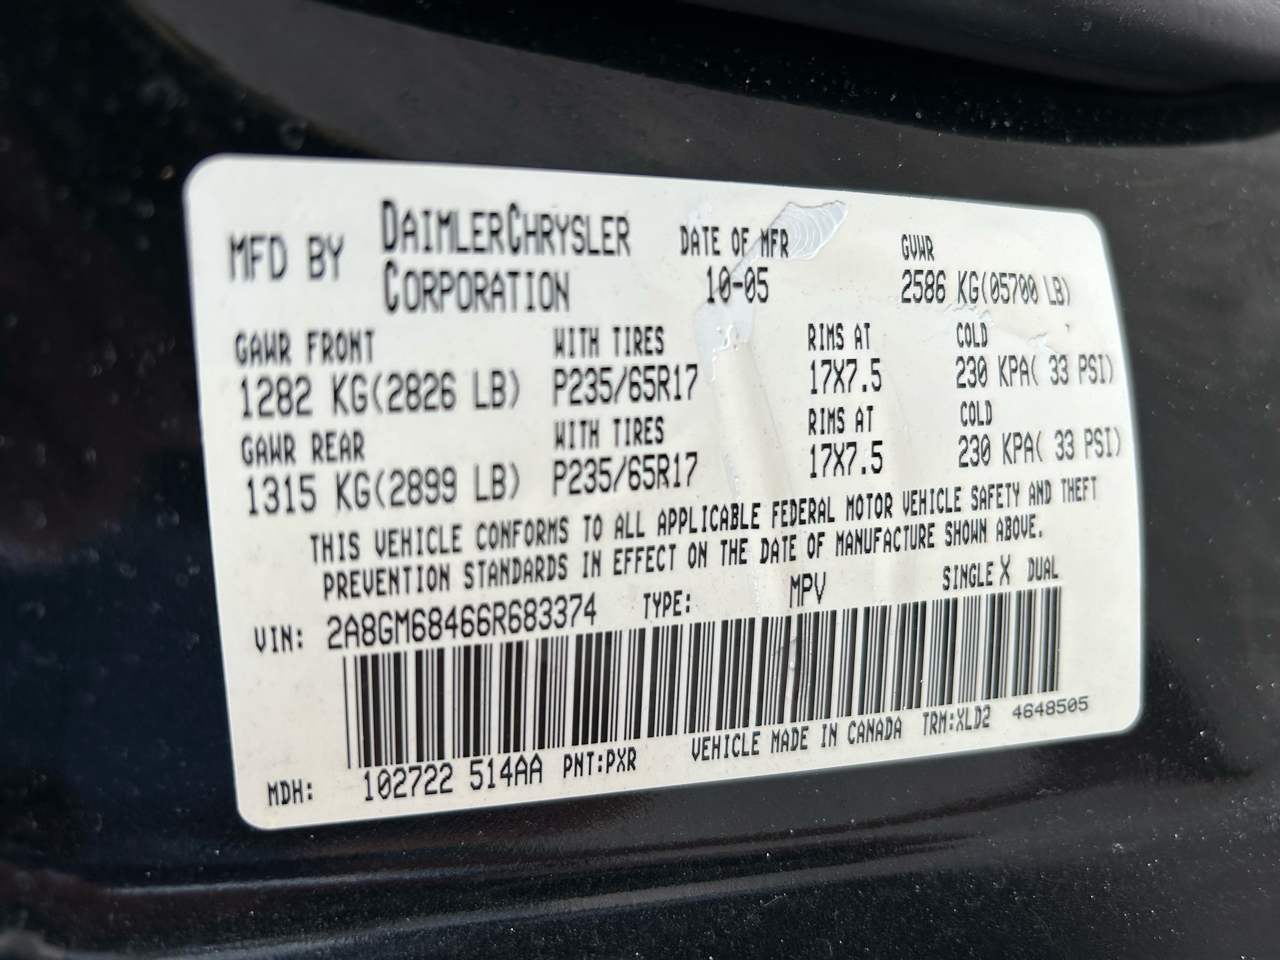 MFD BY DAIMLERCHRYSLER CORPORATION DATE OF MFR 10-05 GVWR 2586 KG(05700 LB)
GAWR FRONT WITH TIRES RIMS AT COLD
1282 KG(2826 LB) P235/65R17 17X7.5 230 KPA( 33 PSI)
GAWR REAR WITH TIRES RIMS AT COLD
1315 KG(2899 LB) P235/65R17 17X7.5 230 KPA( 33 PSI)
THIS VEHICLE CONFORMS TO ALL APPLICABLE FEDERAL MOTOR VEHICLE SAFETY AND THEFT
PREVENTION STANDARDS IN EFFECT ON THE DATE OF MANUFACTURE SHOWN ABOVE.
VIN: 2A8GM68466R683374 TYPE: MPV SINGLE X DUAL
MDH: 102722 514AA PNT:PXR VEHICLE MADE IN CANADA TRM:XLD2 4648505